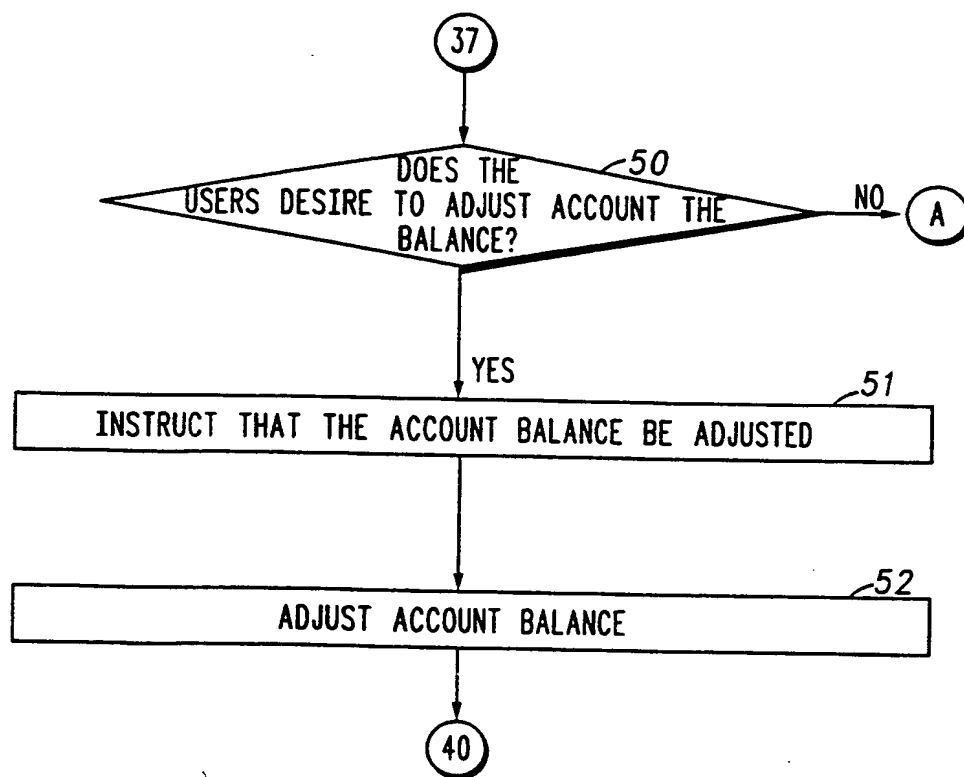 37
50
DOES THE
USERS DESIRE TO ADJUST ACCOUNT THE
BALANCE?
NO
A
YES
51
INSTRUCT THAT THE ACCOUNT BALANCE BE ADJUSTED
52
ADJUST ACCOUNT BALANCE
40